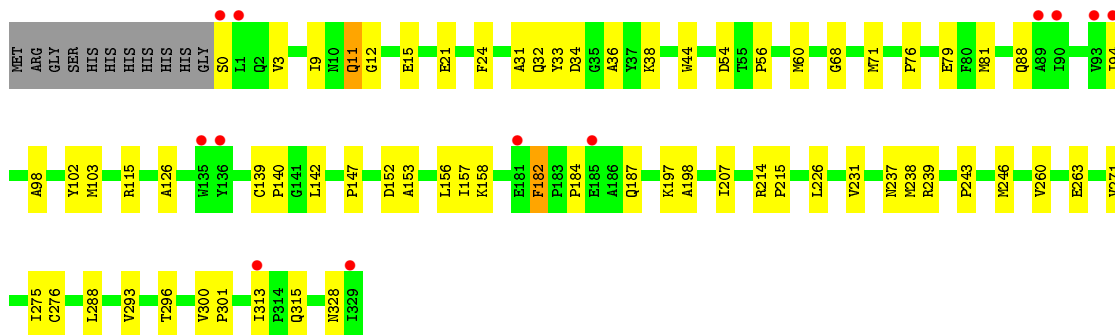 MET ARG GLY SER HIS HIS HIS HIS HIS HIS GLY S0 L1 Q2 V3 I9 N10 Q11 G12 E15 E21 F24 A31 Q32 Y33 D34 G35 A36 Y37 K38 W44 D54 T55 P56 M60 G68 M71 P76 E79 F80 M81 Q88 A89 I90 V93 I94
A98 Y102 M103 R115 A126 W135 Y136 C139 P140 G141 L142 P147 D152 A153 L156 I157 K158 E181 F182 P183 P184 E185 A186 Q187 K197 A198 I207 R214 P215 L226 V231 N237 M238 R239 P243 M246 V260 E263 V271
I275 C276 L288 V293 T296 V300 P301 I313 P314 Q315 N328 I329